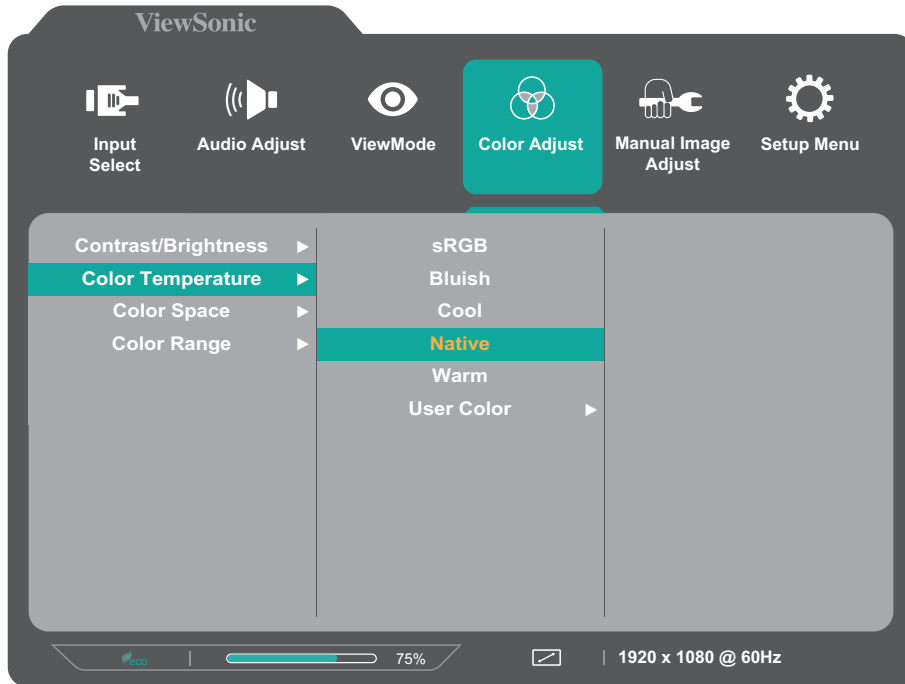 ViewSonic
Input
Select
Audio Adjust
ViewMode
Color Adjust
Manual Image
Adjust
Setup Menu
Contrast/Brightness
Color Temperature
Color Space
Color Range
sRGB
Bluish
Cool
Native
Warm
User Color
eco
75%
1920 x 1080 @ 60Hz